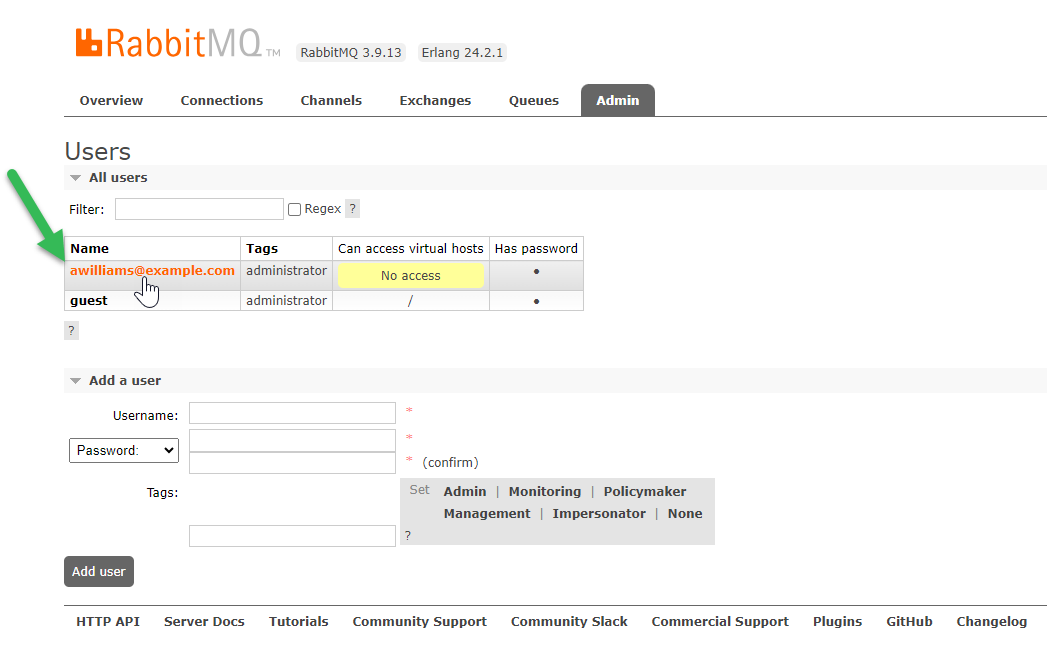 RabbitMQ TM RabbitMQ 3.9.13 Erlang 24.2.1
Overview Connections Channels Exchanges Queues Admin
Users
All users
Filter: Regex ?
Name Tags Can access virtual hosts Has password
awilliams@example.com administrator No access •
guest administrator / •
?
Add a user
Username: *
Password: *
* (confirm)
Tags: Set Admin | Monitoring | Policymaker
Management | Impersonator | None
?
Add user
HTTP API Server Docs Tutorials Community Support Community Slack Commercial Support Plugins GitHub Changelog